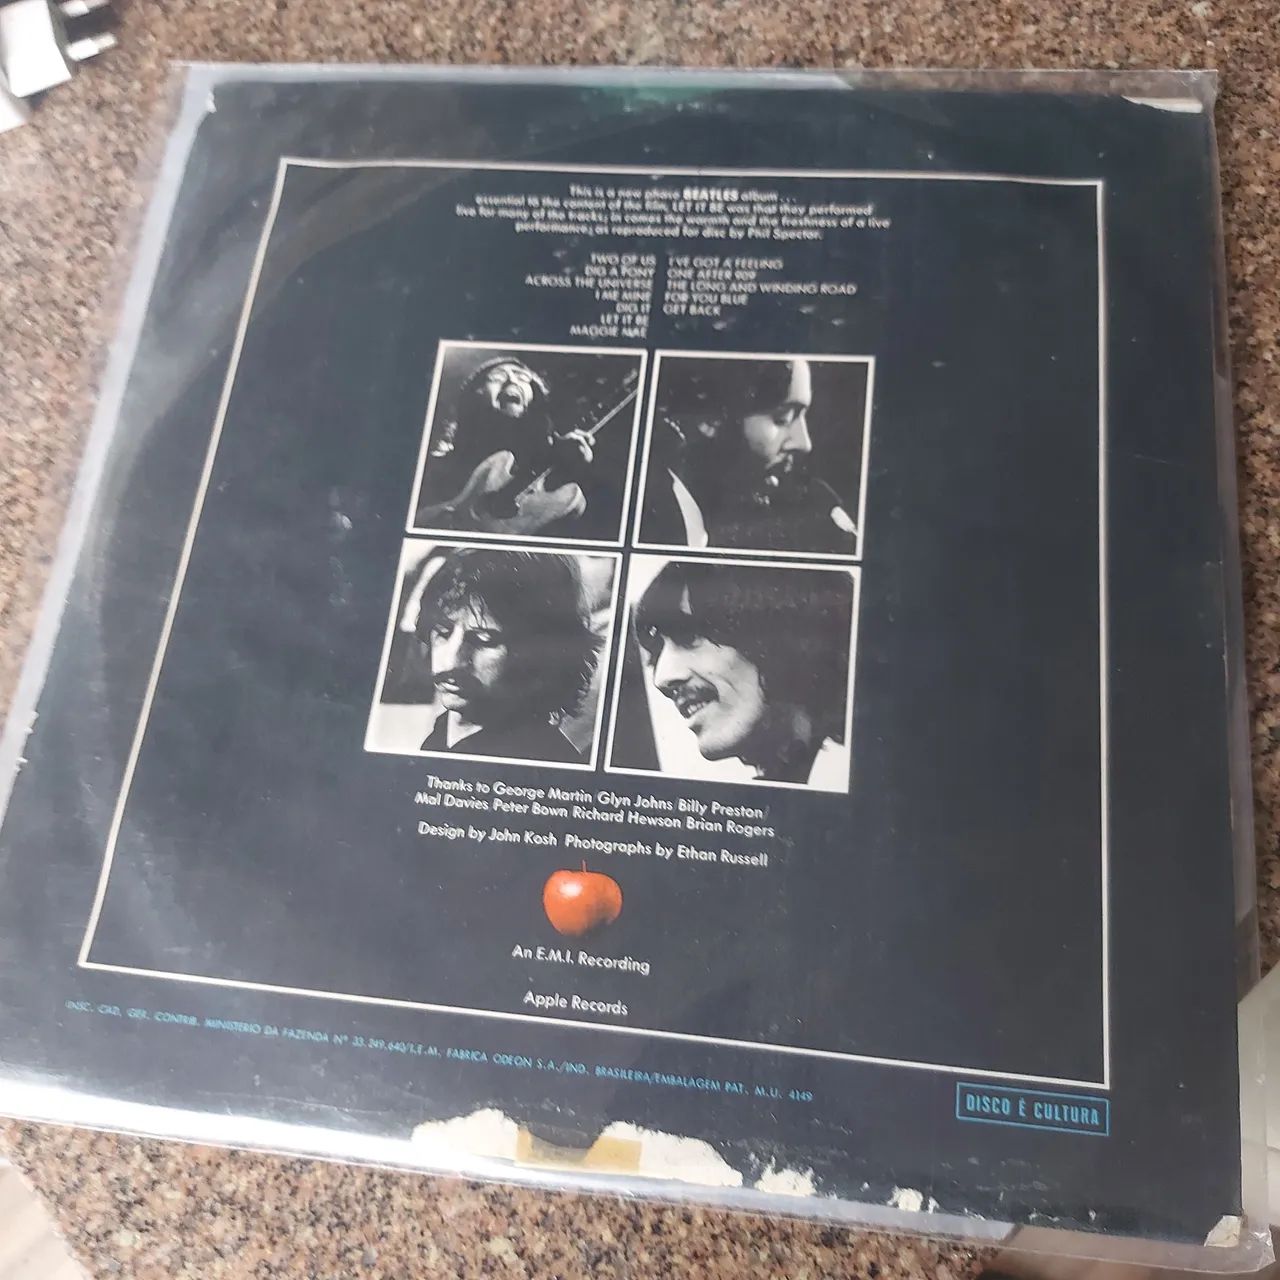 This is a new phase BEATLES album . . .
essential to the content of the film, LET IT BE was that they performed
live for many of the tracks; in comes the warmth and the freshness of a live
performance; as reproduced for disc by Phil Spector.
TWO OF US I'VE GOT A FEELING
DIG A PONY ONE AFTER 909
ACROSS THE UNIVERSE THE LONG AND WINDING ROAD
I ME MINE FOR YOU BLUE
DIG IT GET BACK
LET IT BE
MAGGIE MAE
Thanks to George Martin/Glyn Johns/Billy Preston/
Mal Davies/Peter Bown/Richard Hewson/Brian Rogers
Design by John Kosh Photographs by Ethan Russell
An E.M.I. Recording
Apple Records
INSC. CAD. GER. CONTRIB. MINISTERIO DA FAZENDA Nº 33.249.640/I.E.M. FABRICA ODEON S.A./IND. BRASILEIRA/EMBALAGEM PAT. M.U. 4149
DISCO É CULTURA